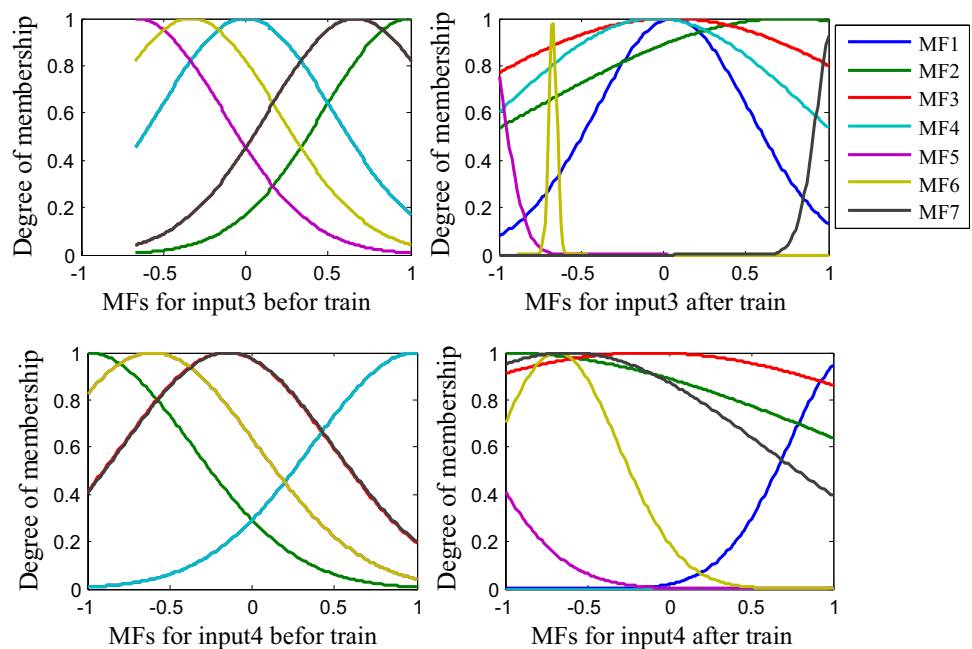 Degree of membership
1
0.8
0.6
0.4
0.2
0
-1
-0.5
0
0.5
1
MFs for input3 befor train
Degree of membership
1
0.8
0.6
0.4
0.2
0
-1
-0.5
0
0.5
1
MFs for input3 after train
MF1
MF2
MF3
MF4
MF5
MF6
MF7
Degree of membership
1
0.8
0.6
0.4
0.2
0
-1
-0.5
0
0.5
1
MFs for input4 befor train
Degree of membership
1
0.8
0.6
0.4
0.2
0
-1
-0.5
0
0.5
1
MFs for input4 after train